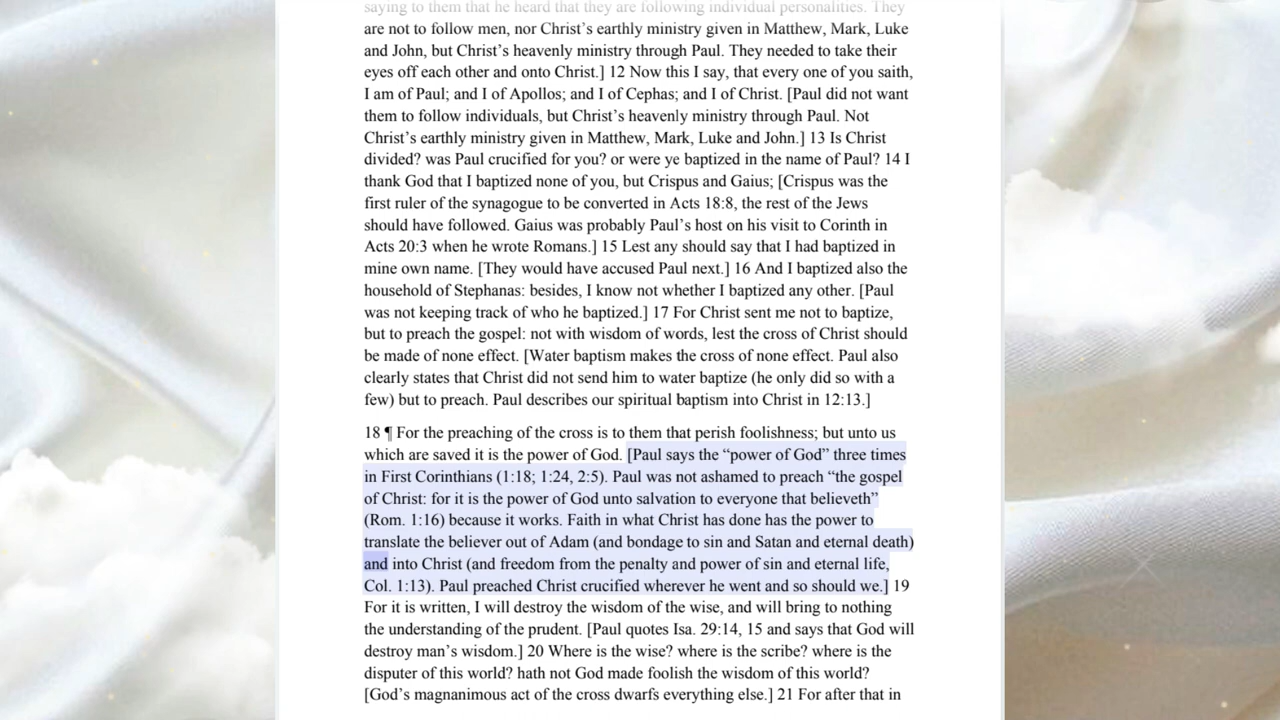 saying to them that he heard that they are following individual personalities. They
are not to follow men, nor Christ’s earthly ministry given in Matthew, Mark, Luke
and John, but Christ’s heavenly ministry through Paul. They needed to take their
eyes off each other and onto Christ.] 12 Now this I say, that every one of you saith,
I am of Paul; and I of Apollos; and I of Cephas; and I of Christ. [Paul did not want
them to follow individuals, but Christ’s heavenly ministry through Paul. Not
Christ’s earthly ministry given in Matthew, Mark, Luke and John.] 13 Is Christ
divided? was Paul crucified for you? or were ye baptized in the name of Paul? 14 I
thank God that I baptized none of you, but Crispus and Gaius; [Crispus was the
first ruler of the synagogue to be converted in Acts 18:8, the rest of the Jews
should have followed. Gaius was probably Paul’s host on his visit to Corinth in
Acts 20:3 when he wrote Romans.] 15 Lest any should say that I had baptized in
mine own name. [They would have accused Paul next.] 16 And I baptized also the
household of Stephanas: besides, I know not whether I baptized any other. [Paul
was not keeping track of who he baptized.] 17 For Christ sent me not to baptize,
but to preach the gospel: not with wisdom of words, lest the cross of Christ should
be made of none effect. [Water baptism makes the cross of none effect. Paul also
clearly states that Christ did not send him to water baptize (he only did so with a
few) but to preach. Paul describes our spiritual baptism into Christ in 12:13.]
18 ¶ For the preaching of the cross is to them that perish foolishness; but unto us
which are saved it is the power of God. [Paul says the “power of God” three times
in First Corinthians (1:18; 1:24, 2:5). Paul was not ashamed to preach “the gospel
of Christ: for it is the power of God unto salvation to everyone that believeth”
(Rom. 1:16) because it works. Faith in what Christ has done has the power to
translate the believer out of Adam (and bondage to sin and Satan and eternal death)
and into Christ (and freedom from the penalty and power of sin and eternal life,
Col. 1:13). Paul preached Christ crucified wherever he went and so should we.] 19
For it is written, I will destroy the wisdom of the wise, and will bring to nothing
the understanding of the prudent. [Paul quotes Isa. 29:14, 15 and says that God will
destroy man’s wisdom.] 20 Where is the wise? where is the scribe? where is the
disputer of this world? hath not God made foolish the wisdom of this world?
[God’s magnanimous act of the cross dwarfs everything else.] 21 For after that in